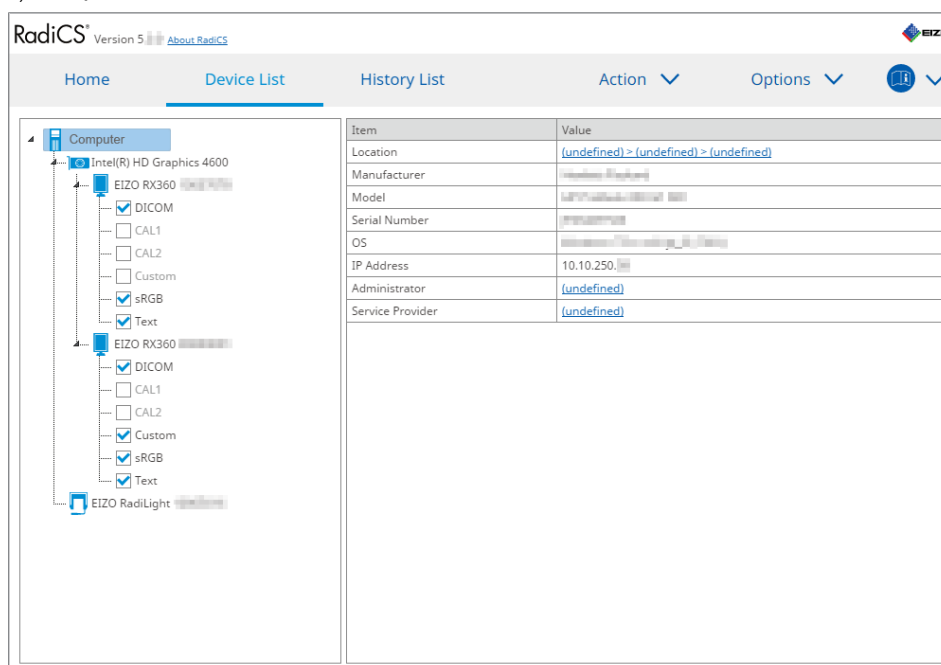 RadiCS® Version 5. About RadiCS
EIZ
Home Device List History List Action Options
Computer
Intel(R) HD Graphics 4600
EIZO RX360
DICOM
CAL1
CAL2
Custom
sRGB
Text
EIZO RX360
DICOM
CAL1
CAL2
Custom
sRGB
Text
EIZO RadiLight
Item Value
Location (undefined) > (undefined) > (undefined)
Manufacturer
Model
Serial Number
OS
IP Address 10.10.250.
Administrator (undefined)
Service Provider (undefined)